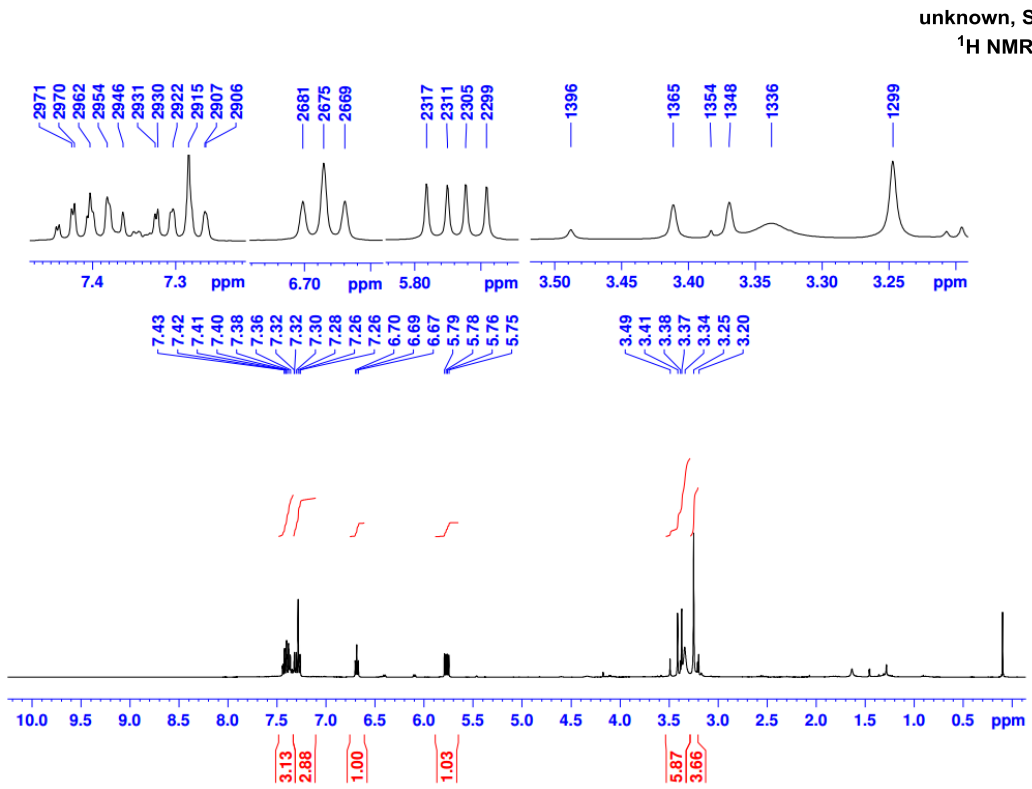 unknown, S
1H NMR
2971 2970 2962 2954 2946 2931 2930 2922 2915 2907 2906 2681 2675 2669 2317 2311 2305 2299 1396 1365 1354 1348 1336 1299
7.4 7.3 ppm 6.70 ppm 5.80 ppm 3.50 3.45 3.40 3.35 3.30 3.25 ppm
7.43 7.42 7.41 7.40 7.38 7.36 7.32 7.32 7.30 7.28 7.26 7.26 6.70 6.69 6.67 5.79 5.78 5.76 5.75 3.49 3.41 3.38 3.37 3.34 3.25 3.20
10.0 9.5 9.0 8.5 8.0 7.5 7.0 6.5 6.0 5.5 5.0 4.5 4.0 3.5 3.0 2.5 2.0 1.5 1.0 0.5 ppm
3.13 2.88 1.00 1.03 5.87 3.66